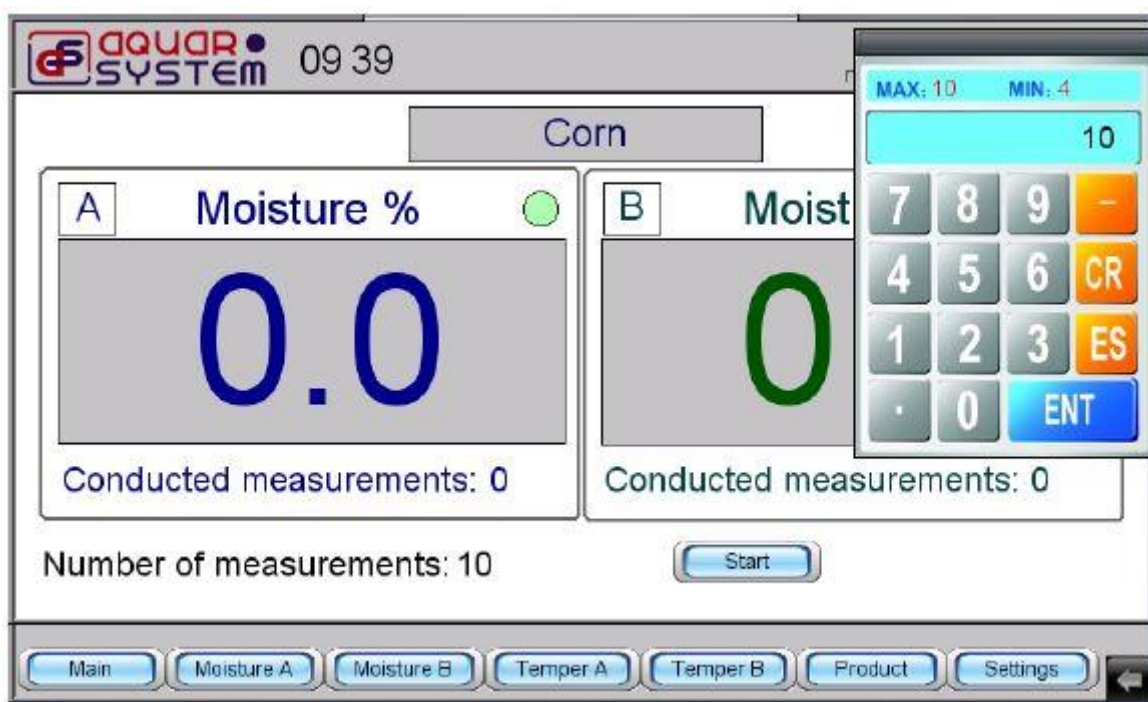 aquar system
09 39
MAX: 10 MIN: 4
10
Corn
A Moisture %
0.0
Conducted measurements: 0
B Moist
0
Conducted measurements: 0
7 8 9 -
4 5 6 CR
1 2 3 ES
. 0 ENT
Number of measurements: 10
Start
Main Moisture A Moisture B Temper A Temper B Product Settings